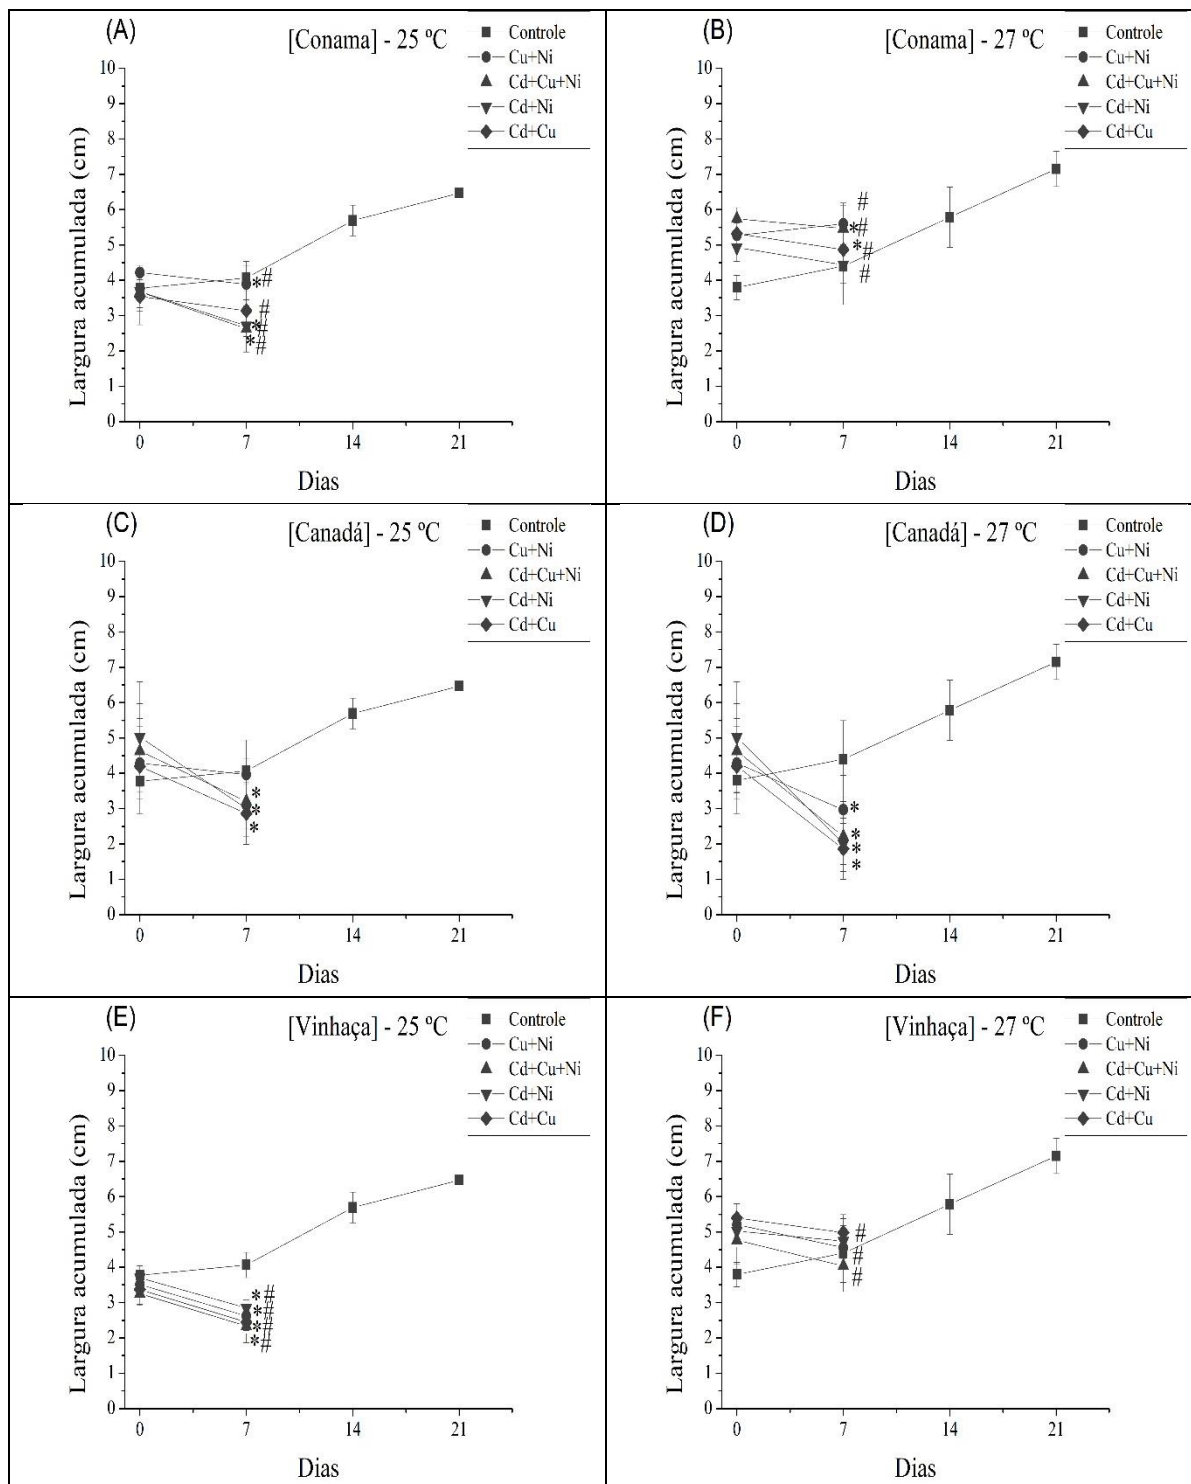 (A)
[Conama] - 25 ºC
Controle
Cu+Ni
Cd+Cu+Ni
Cd+Ni
Cd+Cu
Largura acumulada (cm)
10
9
8
7
6
5
4
3
2
1
0
*#
#
*#
*#
0 7 14 21
Dias
(B)
[Conama] - 27 ºC
Controle
Cu+Ni
Cd+Cu+Ni
Cd+Ni
Cd+Cu
Largura acumulada (cm)
10
9
8
7
6
5
4
3
2
1
0
#
*#
*#
#
0 7 14 21
Dias
(C)
[Canadá] - 25 ºC
Controle
Cu+Ni
Cd+Cu+Ni
Cd+Ni
Cd+Cu
Largura acumulada (cm)
10
9
8
7
6
5
4
3
2
1
0
*
*
*
0 7 14 21
Dias
(D)
[Canadá] - 27 ºC
Controle
Cu+Ni
Cd+Cu+Ni
Cd+Ni
Cd+Cu
Largura acumulada (cm)
10
9
8
7
6
5
4
3
2
1
0
*
*
*
*
0 7 14 21
Dias
(E)
[Vinhaça] - 25 ºC
Controle
Cu+Ni
Cd+Cu+Ni
Cd+Ni
Cd+Cu
Largura acumulada (cm)
10
9
8
7
6
5
4
3
2
1
0
*#
*#
*#
*#
0 7 14 21
Dias
(F)
[Vinhaça] - 27 ºC
Controle
Cu+Ni
Cd+Cu+Ni
Cd+Ni
Cd+Cu
Largura acumulada (cm)
10
9
8
7
6
5
4
3
2
1
0
#
#
#
0 7 14 21
Dias